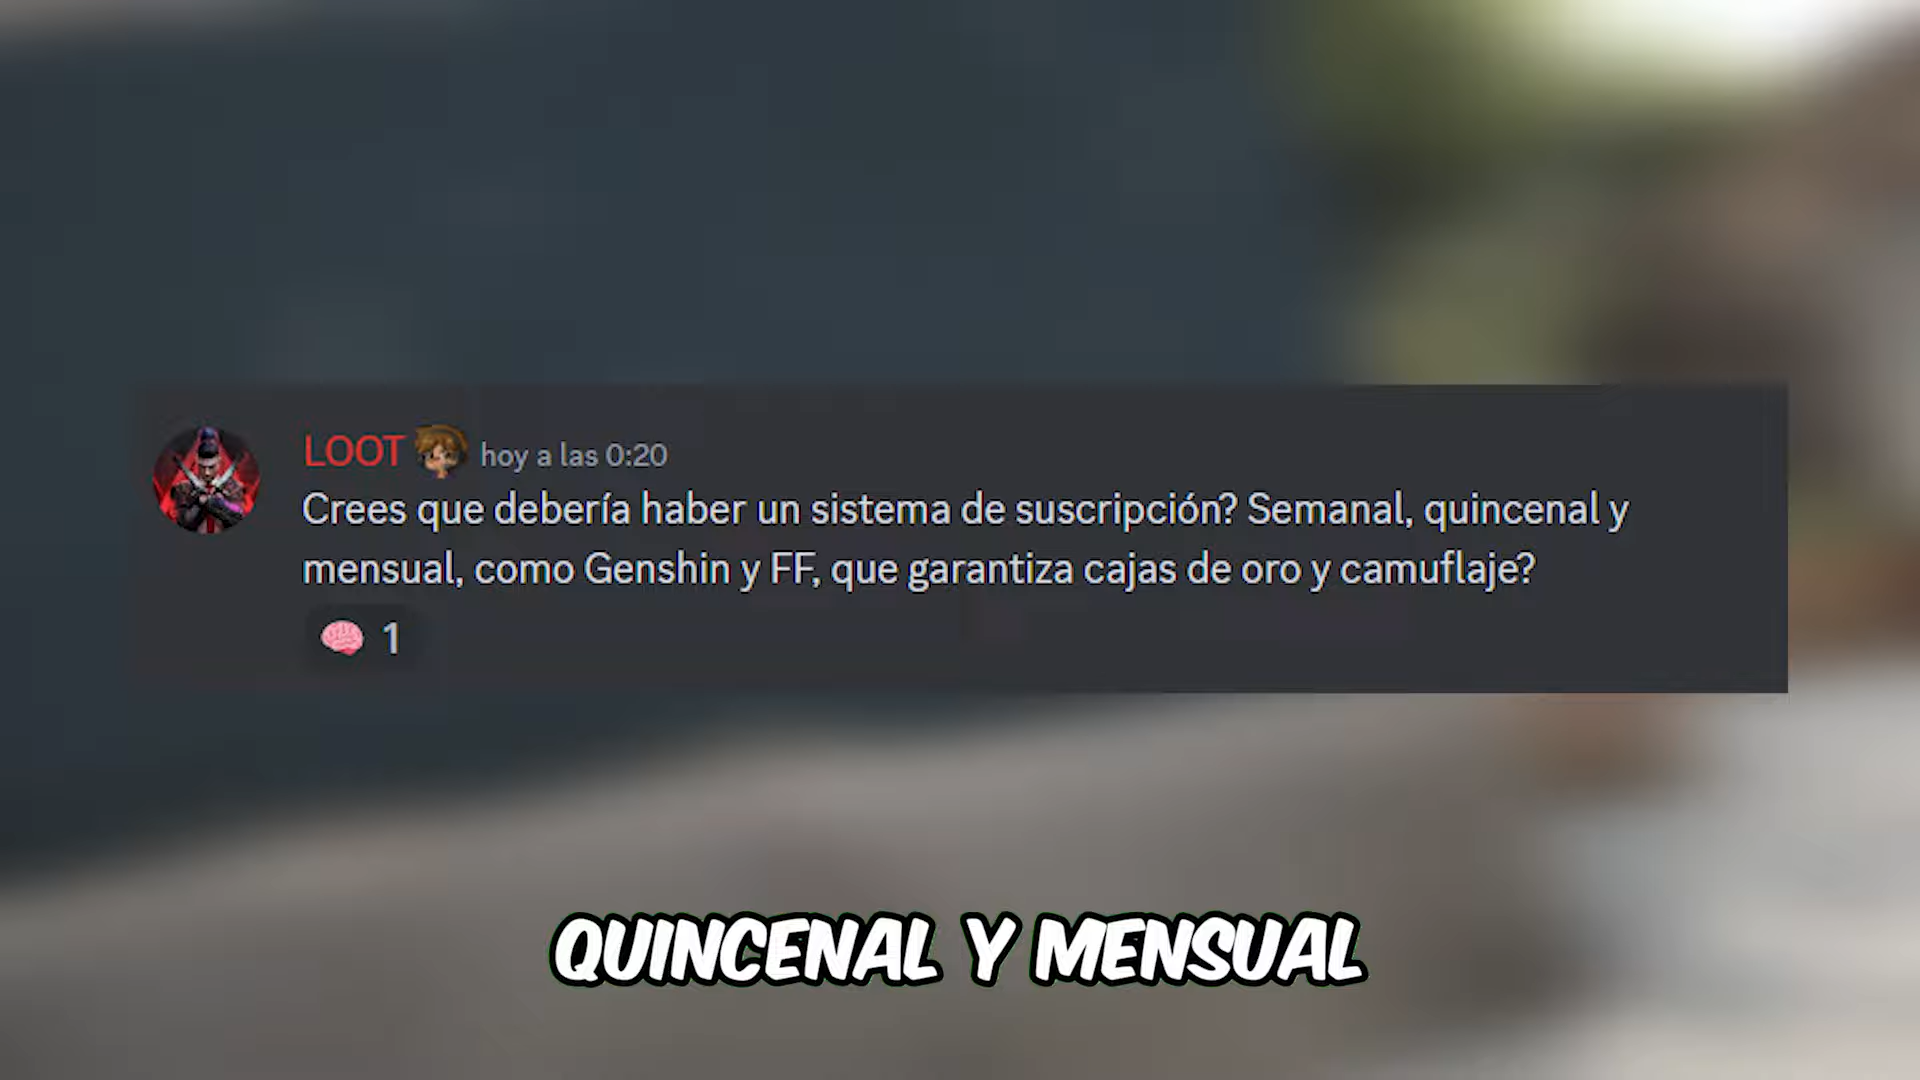 LOOT hoy a las 0:20
Crees que debería haber un sistema de suscripción? Semanal, quincenal y
mensual, como Genshin y FF, que garantiza cajas de oro y camuflaje?
1
QUINCENAL Y MENSUAL